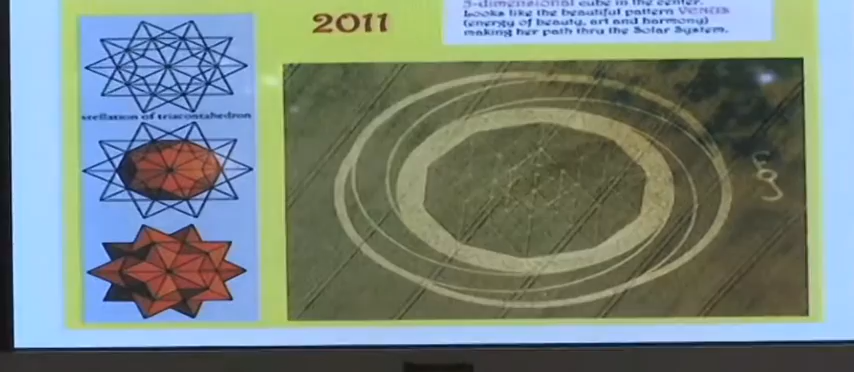 2011
5-dimensional cube in the center.
Looks like the beautiful pattern VENUS
(energy of beauty, art and harmony)
making her path thru the Solar System.
stellation of triacontahedron